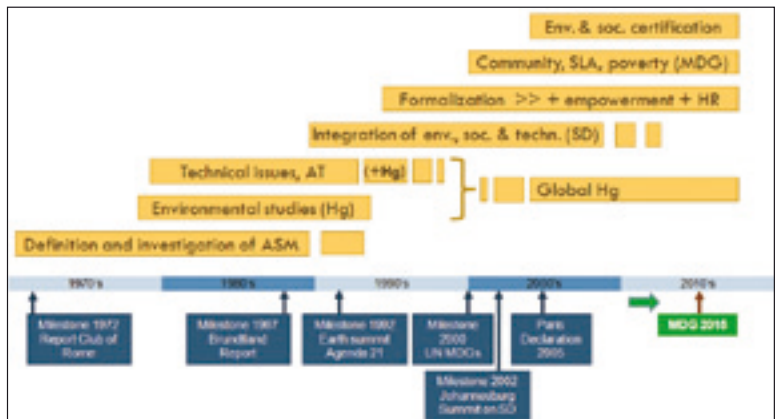 Env. & soc. certification
Community, SLA, poverty (MDG)
Formalization >> + empowerment + HR
Integration of env., soc. & techn. (SD)
Technical issues, AT (+Hg)
Global Hg
Environmental studies (Hg)
Definition and investigation of ASM
1970's 1980's 1990's 2000's 2010's
Milestone 1972
Report Club of
Rome
Milestone 1987
Brundtland
Report
Milestone 1992
Earth summit
Agenda 21
Milestone
2000
UN MDGs
Paris
Declaration
2005
MDG 2015
Milestone 2002
Johannesburg
Summit on SD